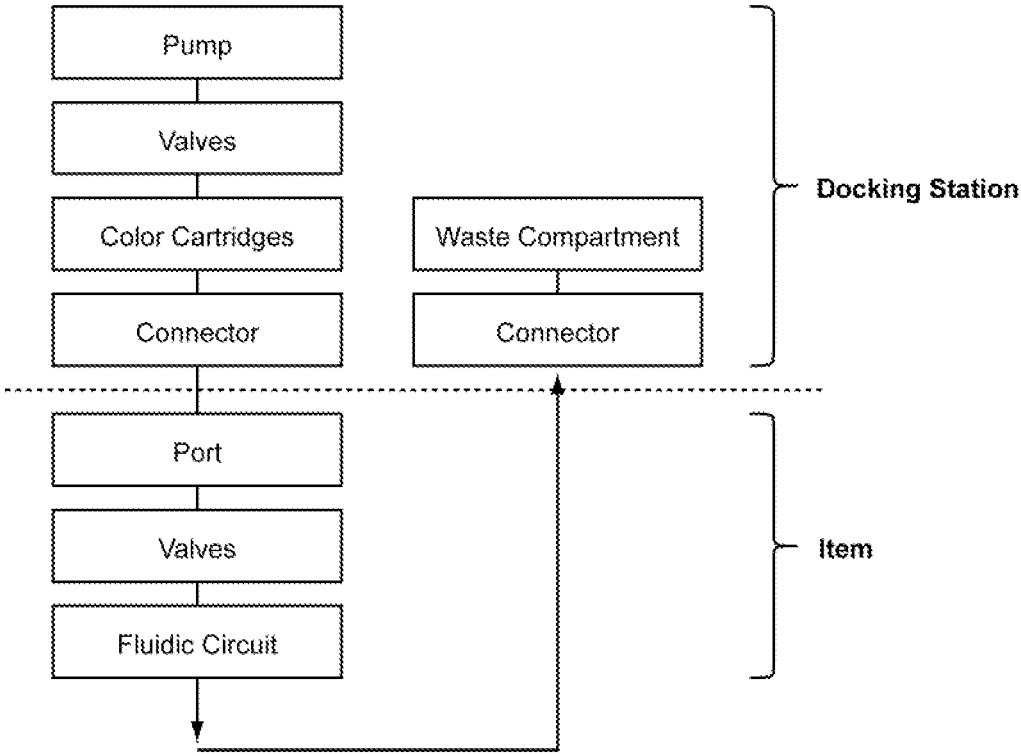 Pump
Valves
Color Cartridges
Waste Compartment
Connector
Connector
Docking Station
Port
Valves
Fluidic Circuit
Item